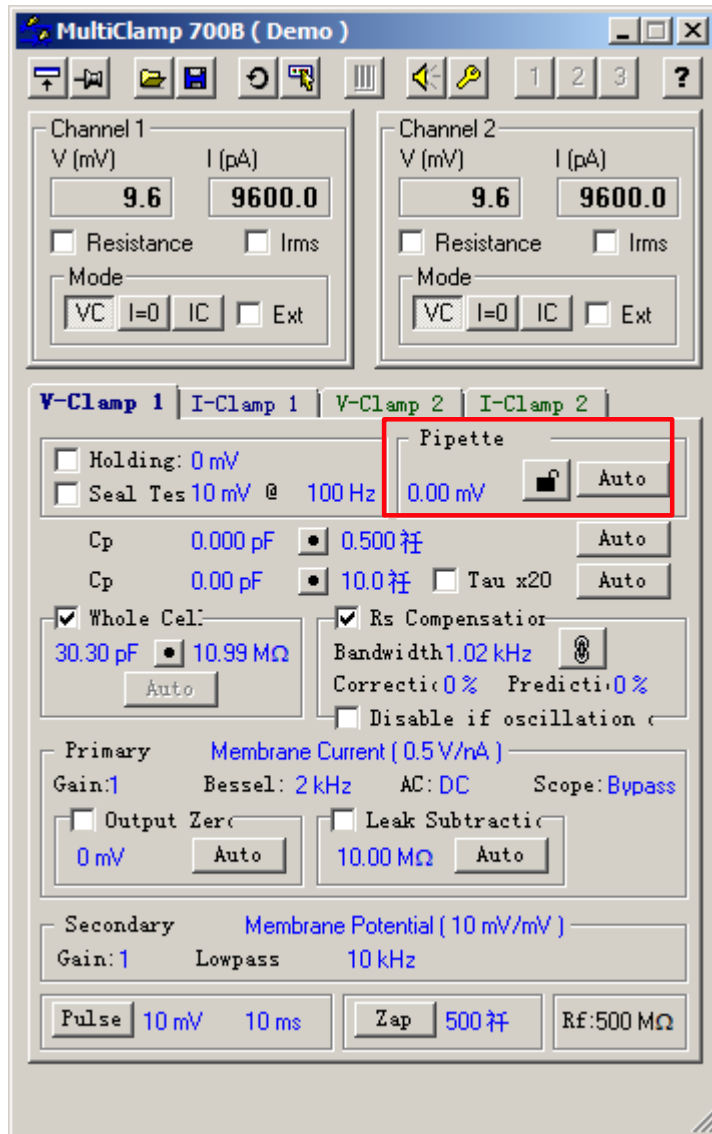 MultiClamp 700B ( Demo )
1 2 3 ?
Channel 1
V (mV) I (pA)
9.6 9600.0
Resistance Irms
Mode
VC I=0 IC Ext
Channel 2
V (mV) I (pA)
9.6 9600.0
Resistance Irms
Mode
VC I=0 IC Ext
V-Clamp 1 I-Clamp 1 V-Clamp 2 I-Clamp 2
Holding: 0 mV
Seal Tes 10 mV @ 100 Hz
Pipette
0.00 mV Auto
Cp 0.000 pF 0.500 祄 Auto
Cp 0.00 pF 10.0 祄 Tau x20 Auto
Whole Cel
30.30 pF 10.99 MΩ
Auto
Rs Compensation
Bandwidth 1.02 kHz
Correctic 0 % Predicti 0 %
Disable if oscillation
Primary Membrane Current ( 0.5 V/nA )
Gain:1 Bessel: 2 kHz AC: DC Scope: Bypass
Output Zero
0 mV Auto
Leak Subtractic
10.00 MΩ Auto
Secondary Membrane Potential ( 10 mV/mV )
Gain: 1 Lowpass 10 kHz
Pulse 10 mV 10 ms Zap 500 祄 Rf:500 MΩ